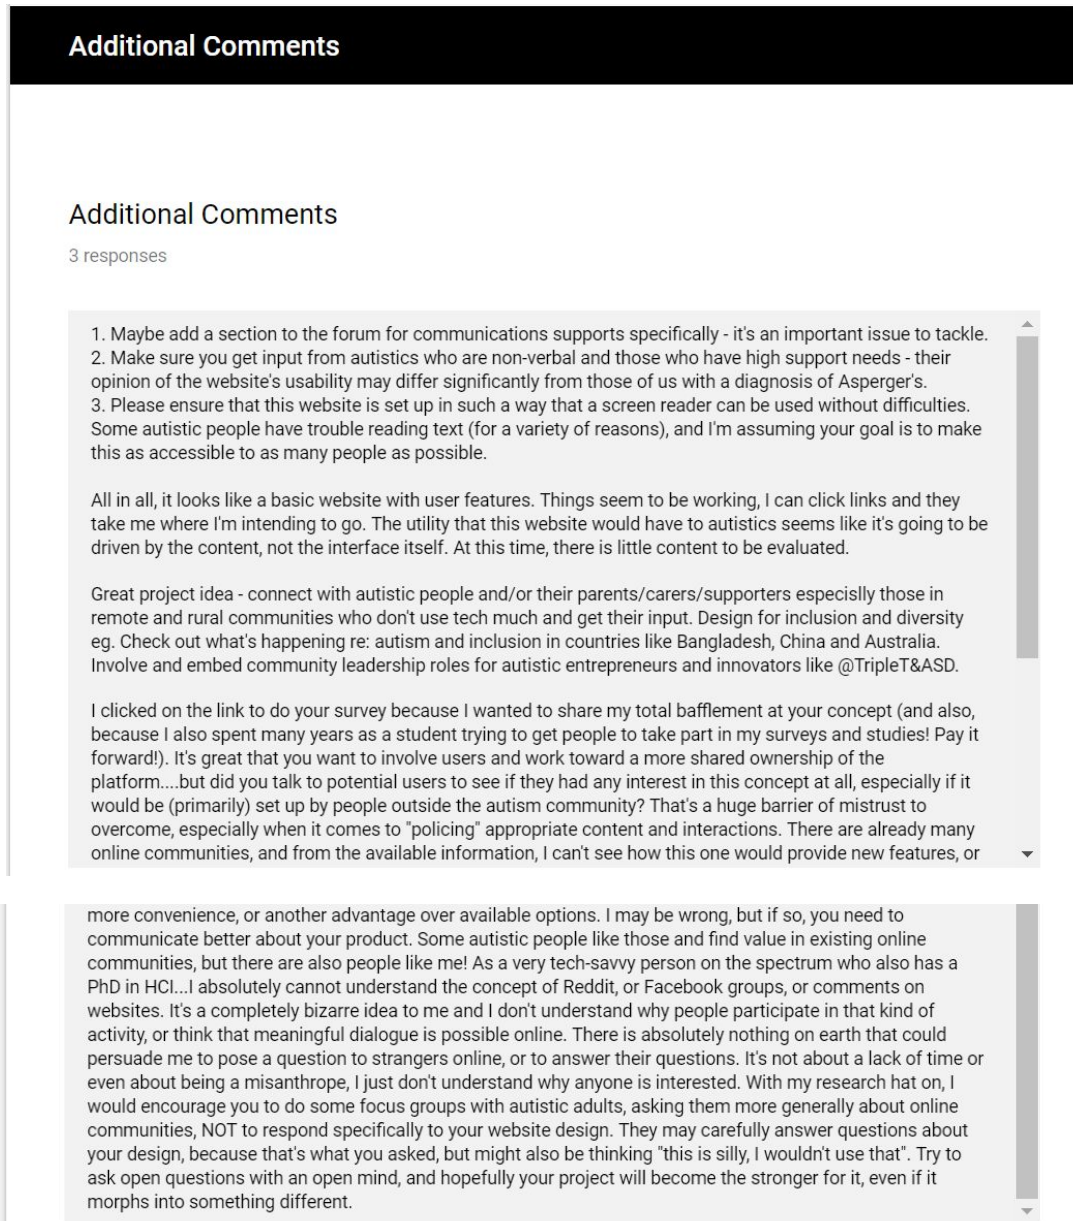 Additional Comments
Additional Comments
3 responses
1. Maybe add a section to the forum for communications supports specifically - it's an important issue to tackle.
2. Make sure you get input from autistics who are non-verbal and those who have high support needs - their
opinion of the website's usability may differ significantly from those of us with a diagnosis of Asperger's.
3. Please ensure that this website is set up in such a way that a screen reader can be used without difficulties.
Some autistic people have trouble reading text (for a variety of reasons), and I'm assuming your goal is to make
this as accessible to as many people as possible.
All in all, it looks like a basic website with user features. Things seem to be working, I can click links and they
take me where I'm intending to go. The utility that this website would have to autistics seems like it's going to be
driven by the content, not the interface itself. At this time, there is little content to be evaluated.
Great project idea - connect with autistic people and/or their parents/carers/supporters especislly those in
remote and rural communities who don't use tech much and get their input. Design for inclusion and diversity
eg. Check out what's happening re: autism and inclusion in countries like Bangladesh, China and Australia.
Involve and embed community leadership roles for autistic entrepreneurs and innovators like @TripleT&ASD.
I clicked on the link to do your survey because I wanted to share my total bafflement at your concept (and also,
because I also spent many years as a student trying to get people to take part in my surveys and studies! Pay it
forward!). It's great that you want to involve users and work toward a more shared ownership of the
platform....but did you talk to potential users to see if they had any interest in this concept at all, especially if it
would be (primarily) set up by people outside the autism community? That's a huge barrier of mistrust to
overcome, especially when it comes to "policing" appropriate content and interactions. There are already many
online communities, and from the available information, I can't see how this one would provide new features, or
more convenience, or another advantage over available options. I may be wrong, but if so, you need to
communicate better about your product. Some autistic people like those and find value in existing online
communities, but there are also people like me! As a very tech-savvy person on the spectrum who also has a
PhD in HCI...I absolutely cannot understand the concept of Reddit, or Facebook groups, or comments on
websites. It's a completely bizarre idea to me and I don't understand why people participate in that kind of
activity, or think that meaningful dialogue is possible online. There is absolutely nothing on earth that could
persuade me to pose a question to strangers online, or to answer their questions. It's not about a lack of time or
even about being a misanthrope, I just don't understand why anyone is interested. With my research hat on, I
would encourage you to do some focus groups with autistic adults, asking them more generally about online
communities, NOT to respond specifically to your website design. They may carefully answer questions about
your design, because that's what you asked, but might also be thinking "this is silly, I wouldn't use that". Try to
ask open questions with an open mind, and hopefully your project will become the stronger for it, even if it
morphs into something different.